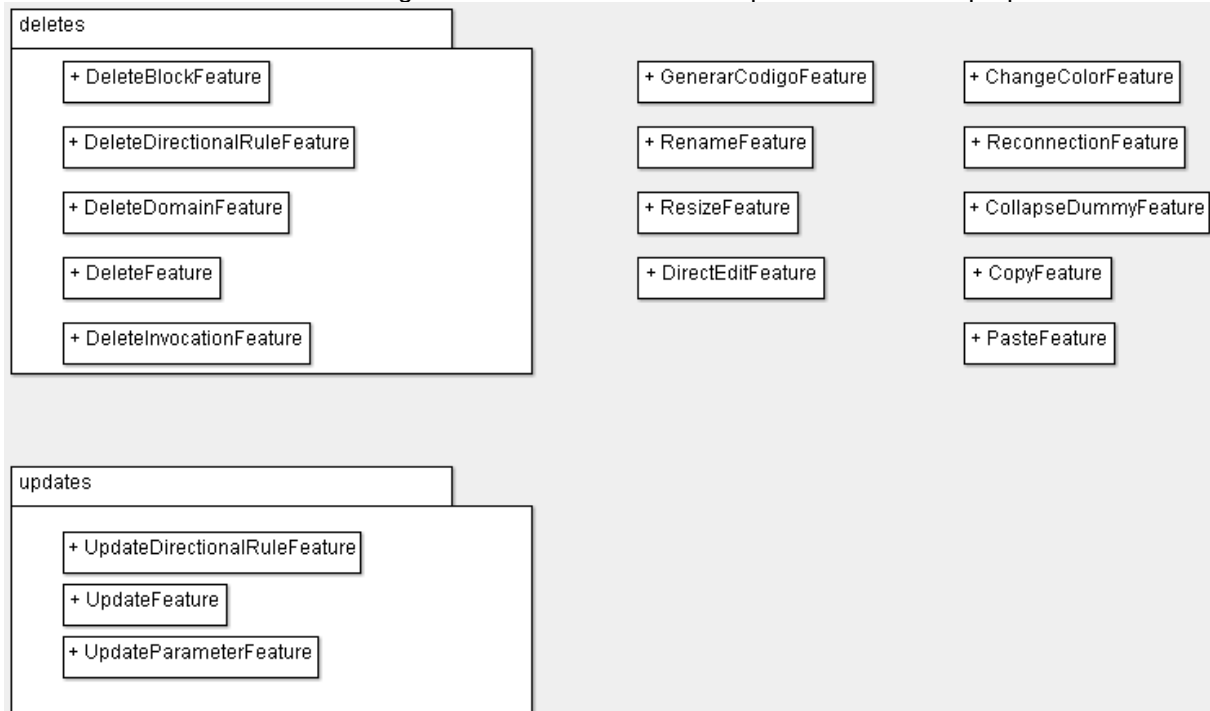 deletes
+ DeleteBlockFeature
+ DeleteDirectionalRuleFeature
+ DeleteDomainFeature
+ DeleteFeature
+ DeleteInvocationFeature
+ GenerarCodigoFeature
+ RenameFeature
+ ResizeFeature
+ DirectEditFeature
+ ChangeColorFeature
+ ReconnectionFeature
+ CollapseDummyFeature
+ CopyFeature
+ PasteFeature
updates
+ UpdateDirectionalRuleFeature
+ UpdateFeature
+ UpdateParameterFeature